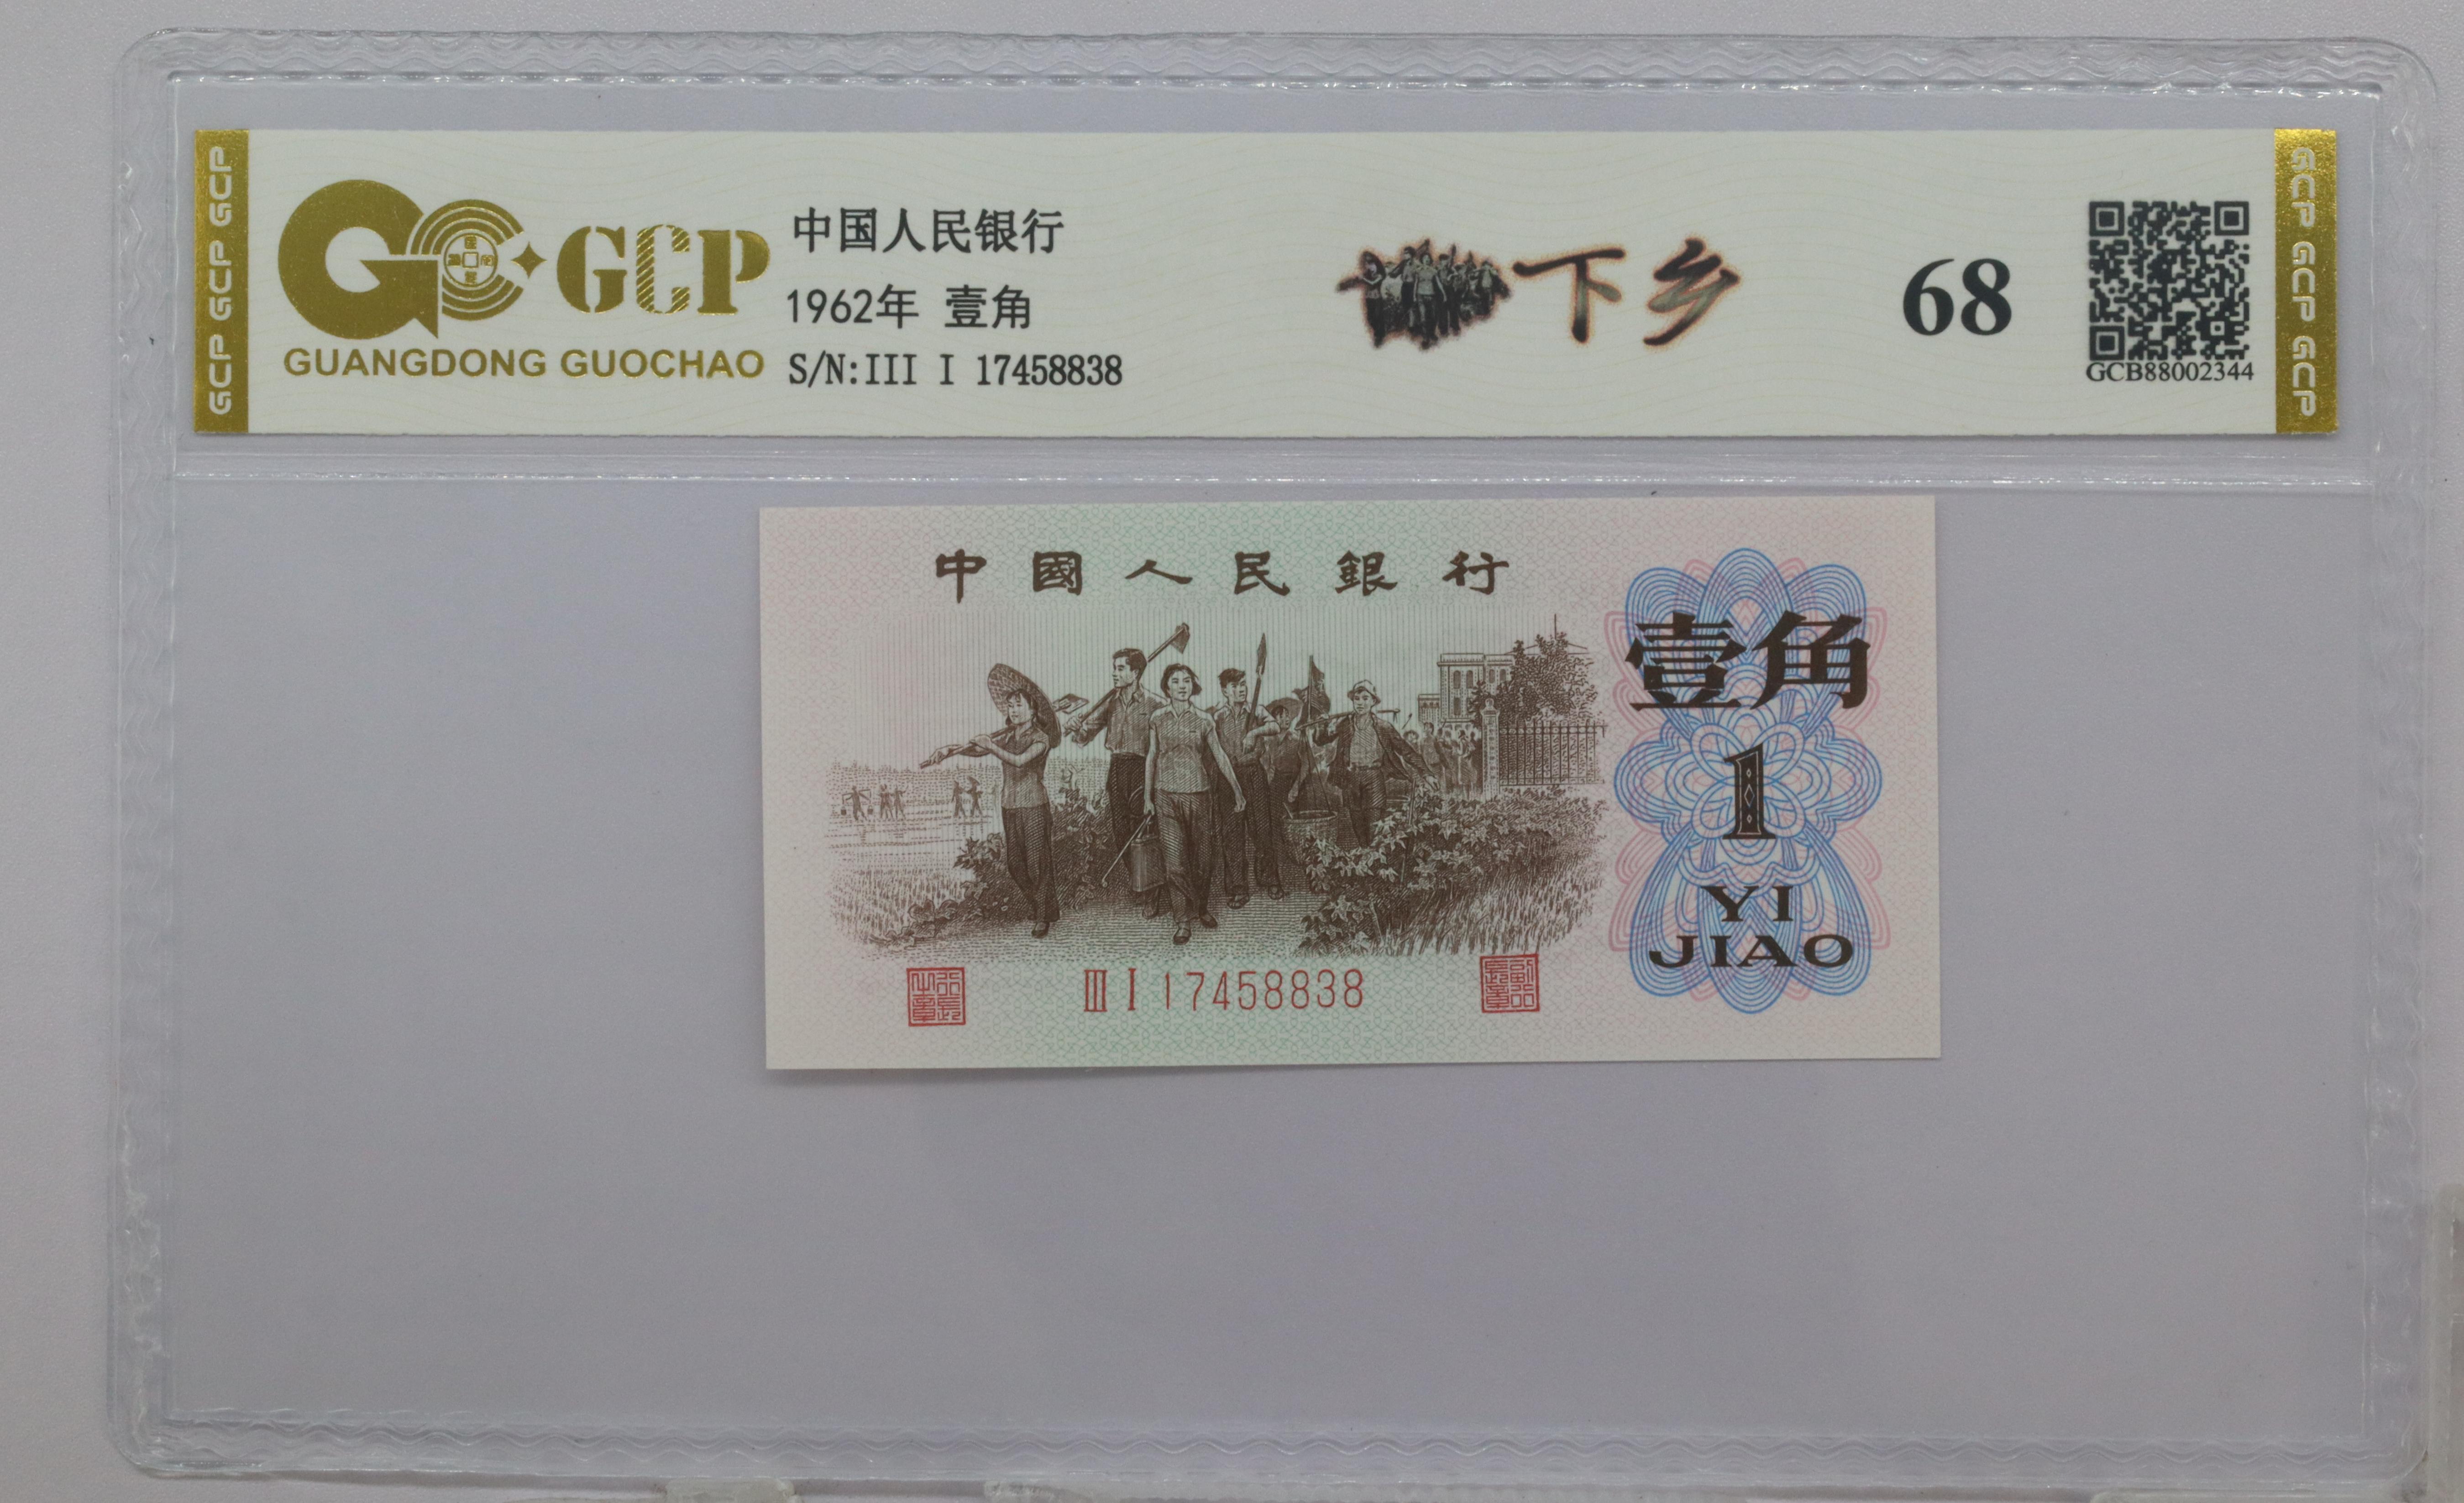 GCP GCP GCP
GCP
GUANGDONG GUOCHAO
中国人民银行
1962年 壹角
S/N:III I 17458838
下乡
68
GCB88002344
GCP GCP GCP
中國人民銀行
壹角
1
YI
JIAO
III I 17458838